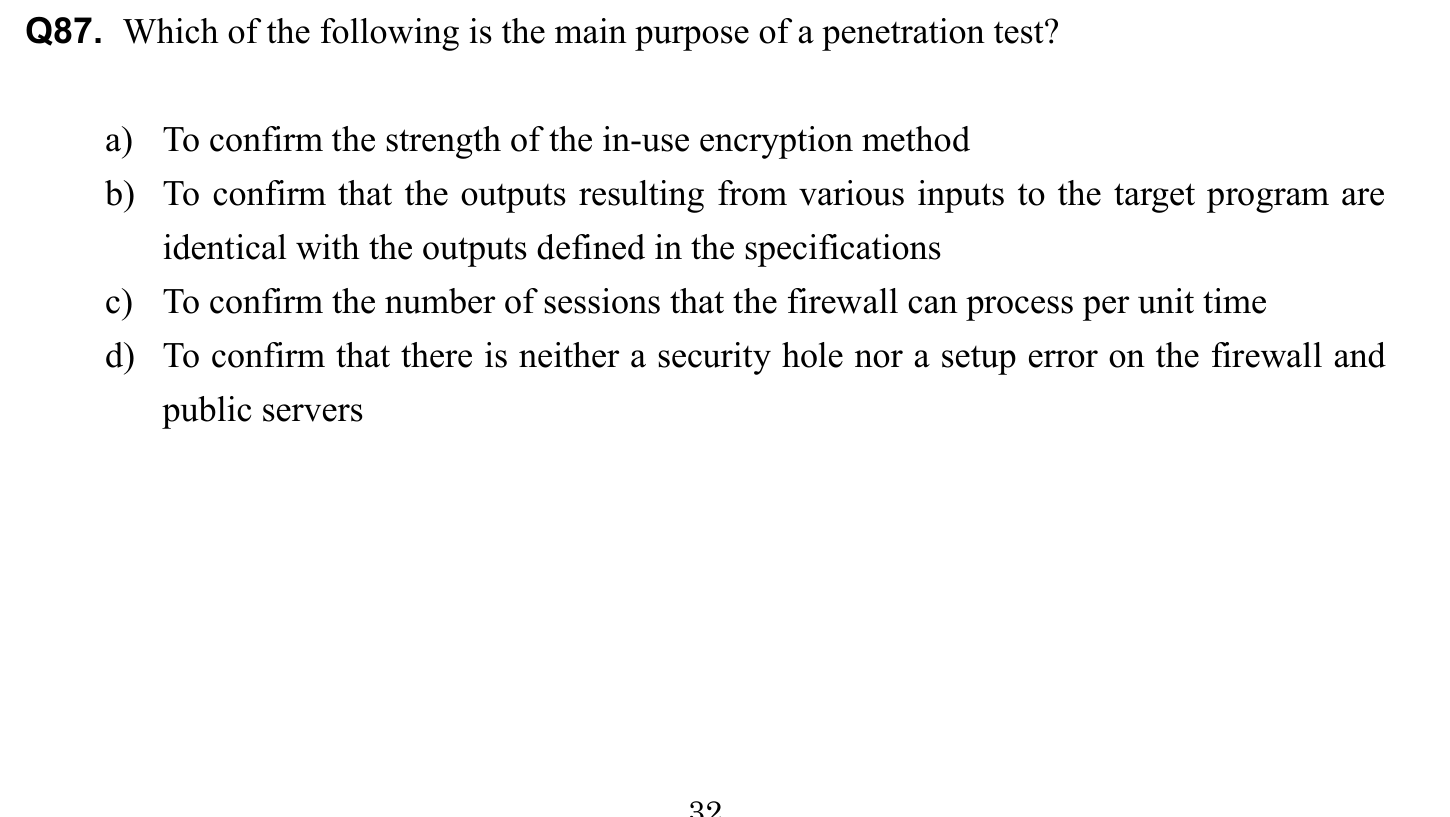 Q87. Which of the following is the main purpose of a penetration test?
a) To confirm the strength of the in-use encryption method
b) To confirm that the outputs resulting from various inputs to the target program are
identical with the outputs defined in the specifications
c) To confirm the number of sessions that the firewall can process per unit time
d) To confirm that there is neither a security hole nor a setup error on the firewall and
public servers
32